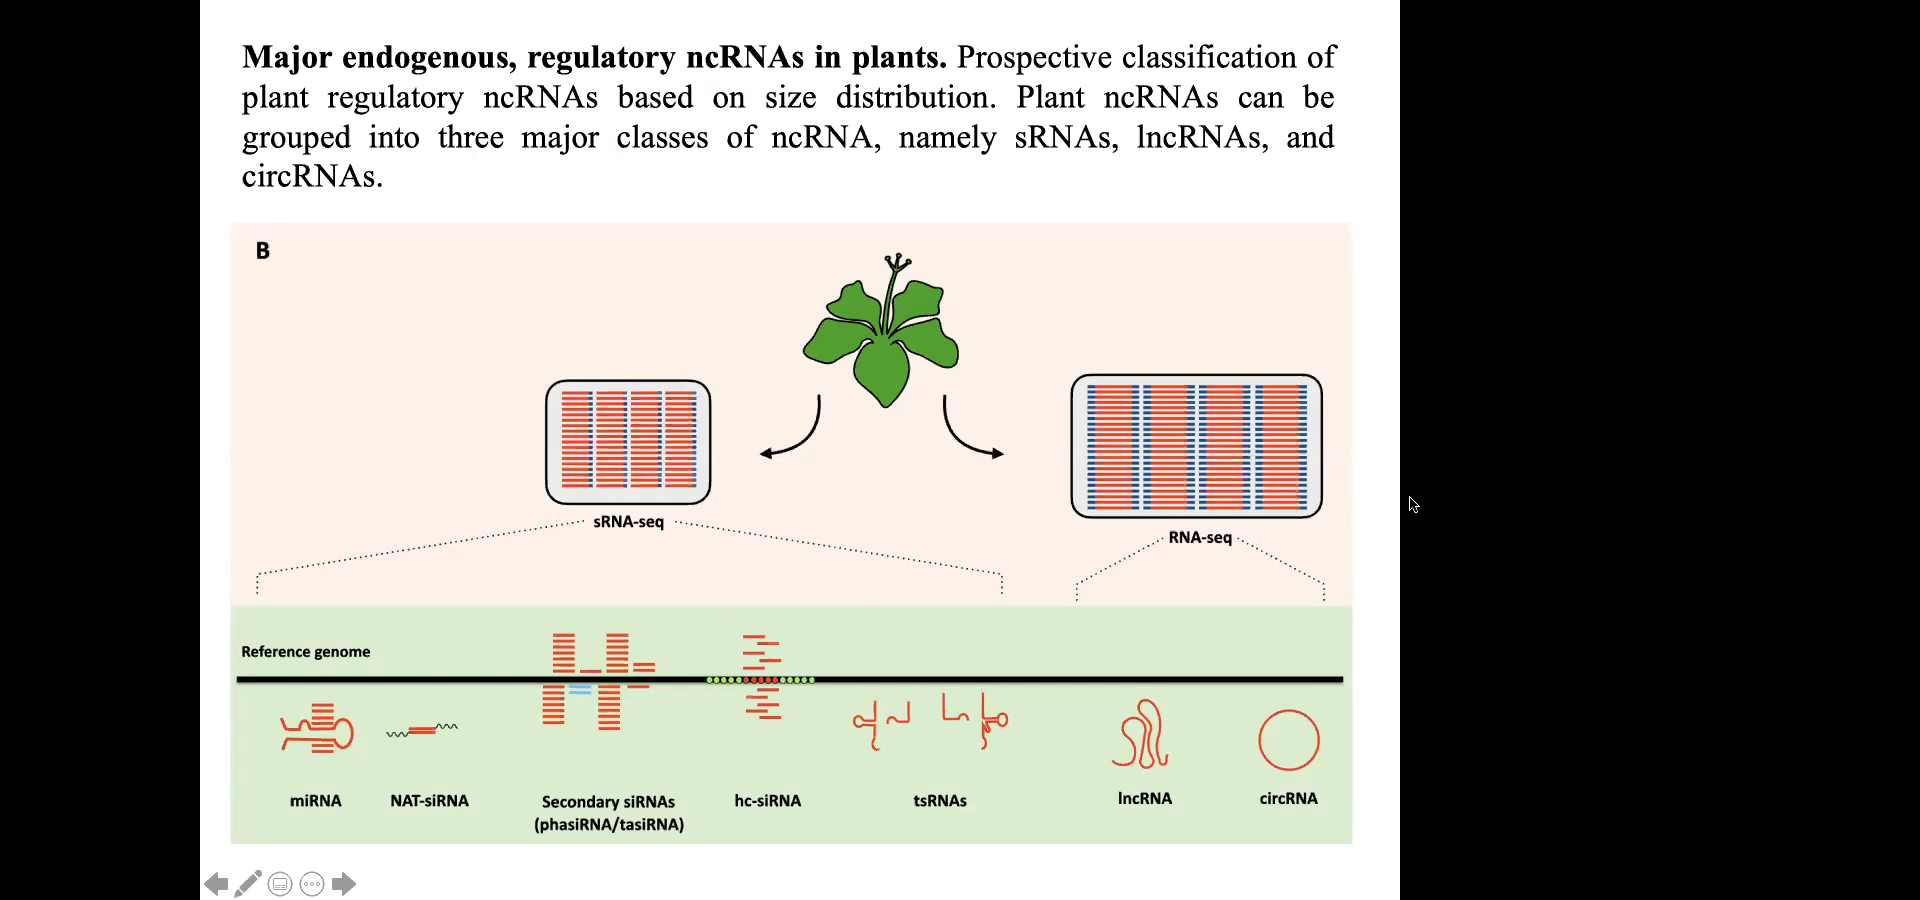 Major endogenous, regulatory ncRNAs in plants. Prospective classification of
plant regulatory ncRNAs based on size distribution. Plant ncRNAs can be
grouped into three major classes of ncRNA, namely sRNAs, lncRNAs, and
circRNAs.
B
sRNA-seq
RNA-seq
Reference genome
miRNA
NAT-siRNA
Secondary siRNAs
(phasiRNA/tasiRNA)
hc-siRNA
tsRNAs
lncRNA
circRNA